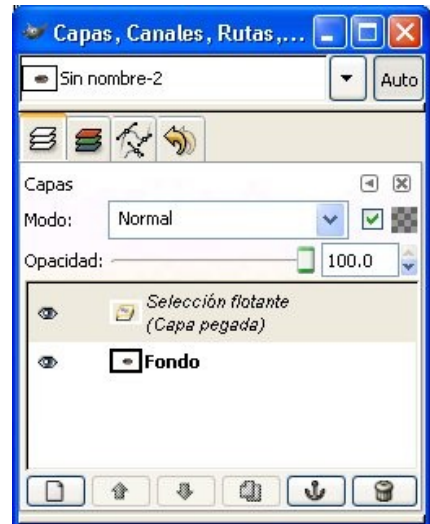 Capas, Canales, Rutas,...
Sin nombre-2
Auto
Capas
Modo: Normal
Opacidad: 100.0
Selección flotante
(Capa pegada)
Fondo